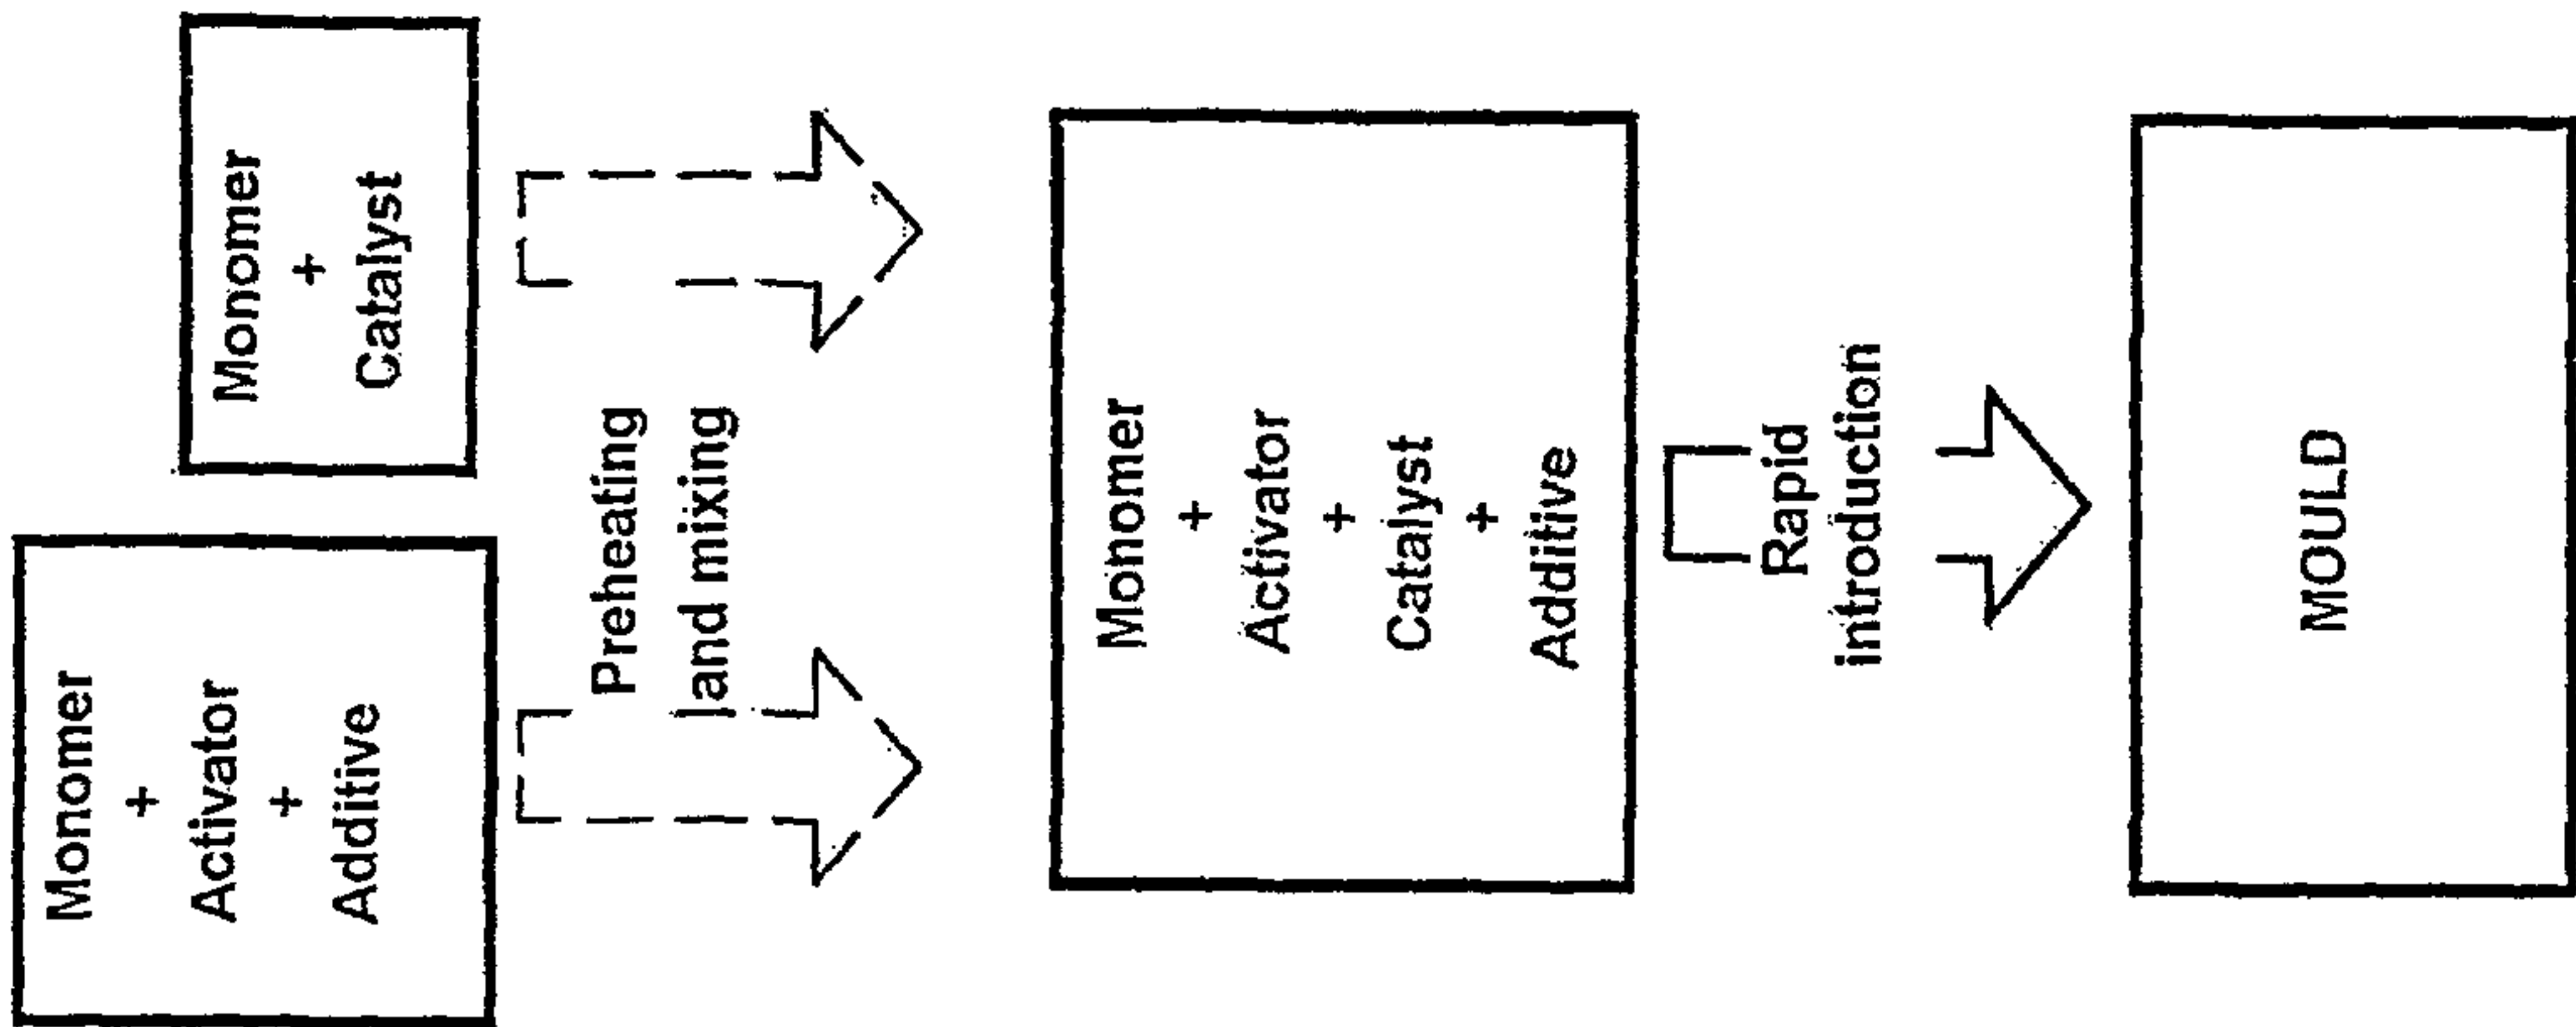 Monomer
+
Activator
+
Additive
Monomer
+
Catalyst
Preheating
and mixing
Monomer
+
Activator
+
Catalyst
+
Additive
Rapid
introduction
MOULD